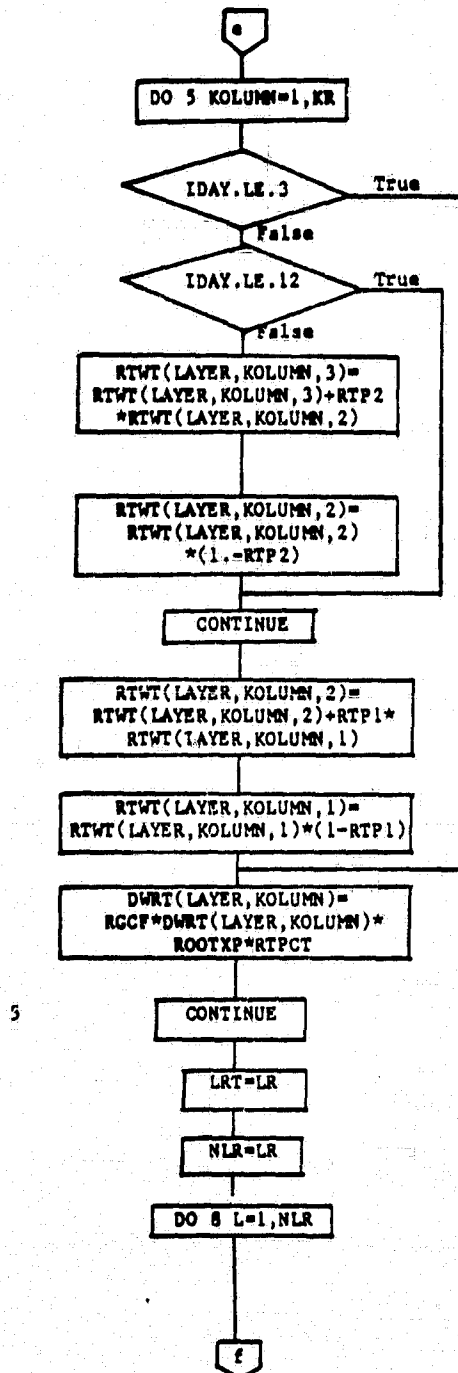 e
DO 5 KOLUMN=1,KR
IDAY.LE.3
True
False
IDAY.LE.12
True
False
RTWT(LAYER,KOLUMN,3)=
RTWT(LAYER,KOLUMN,3)+RTP2
*RTWT(LAYER,KOLUMN,2)
RTWT(LAYER,KOLUMN,2)=
RTWT(LAYER,KOLUMN,2)
*(1.-RTP2)
CONTINUE
RTWT(LAYER,KOLUMN,2)=
RTWT(LAYER,KOLUMN,2)+RTP1*
RTWT(LAYER,KOLUMN,1)
RTWT(LAYER,KOLUMN,1)=
RTWT(LAYER,KOLUMN,1)*(1-RTP1)
DWRT(LAYER,KOLUMN)=
RGCF*DWRT(LAYER,KOLUMN)*
ROOTXP*RTPCT
5 CONTINUE
LRT=LR
NLR=LR
DO 8 L=1,NLR
f